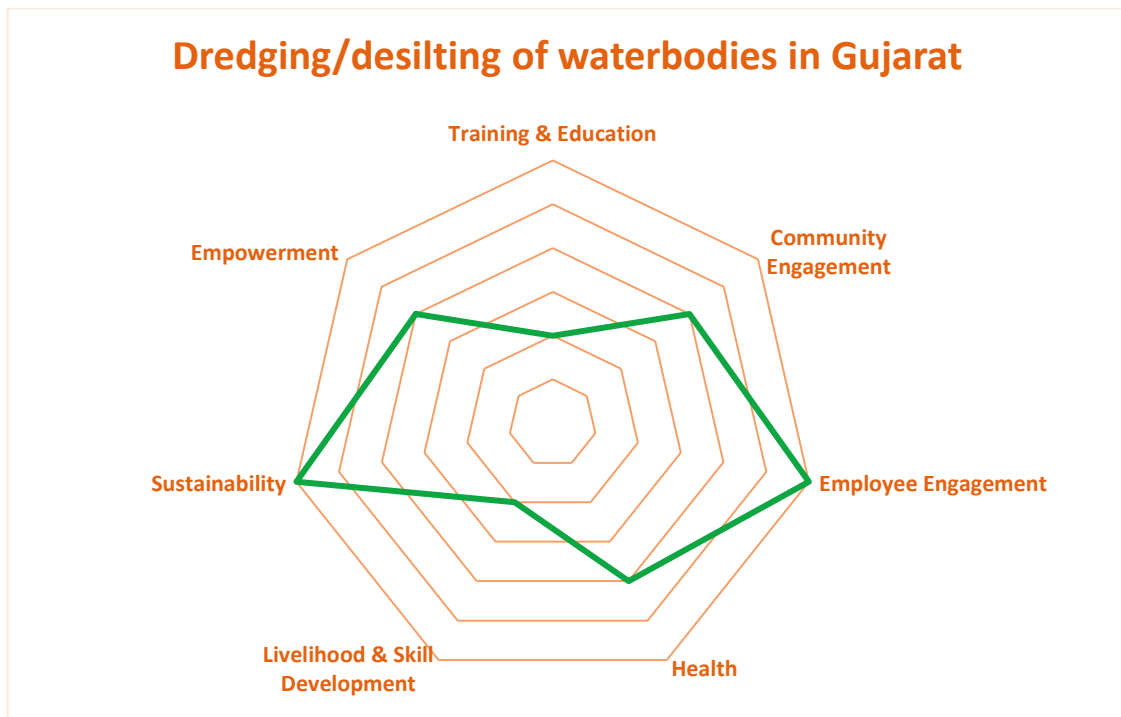 Dredging/desilting of waterbodies in Gujarat
Training & Education
Community
Engagement
Employee Engagement
Health
Livelihood & Skill
Development
Sustainability
Empowerment